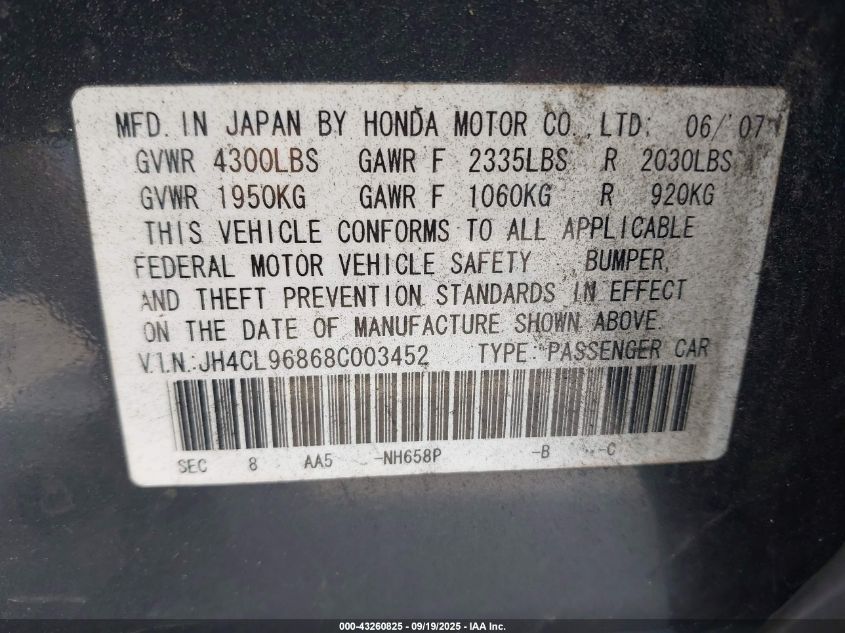 MFD. IN JAPAN BY HONDA MOTOR CO., LTD. 06/'07
GVWR 4300LBS GAWR F 2335LBS R 2030LBS
GVWR 1950KG GAWR F 1060KG R 920KG
THIS VEHICLE CONFORMS TO ALL APPLICABLE
FEDERAL MOTOR VEHICLE SAFETY BUMPER,
AND THEFT PREVENTION STANDARDS IN EFFECT
ON THE DATE OF MANUFACTURE SHOWN ABOVE.
V.I.N.:JH4CL96868C003452 TYPE:PASSENGER CAR
SEC 8 AA5 -NH658P -B -C
000-43260825 - 09/19/2025 - IAA Inc.